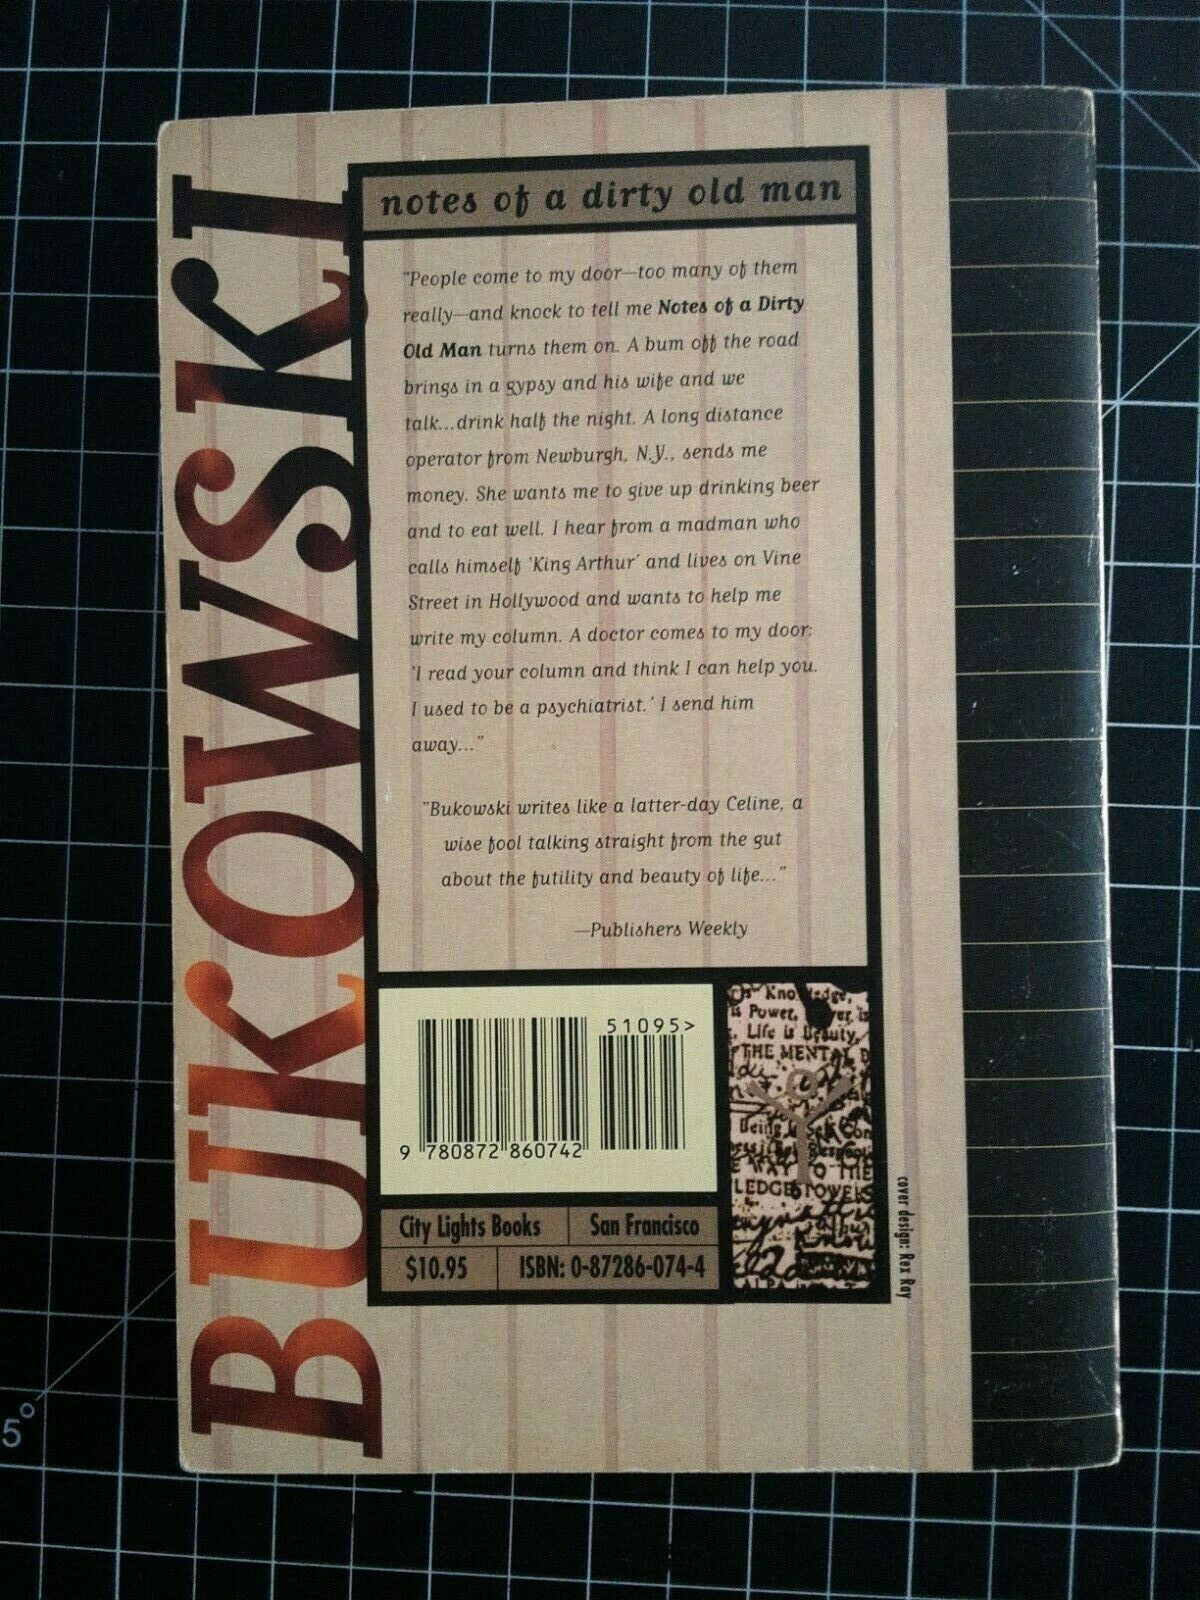 BUKOWSKI
notes of a dirty old man
"People come to my door—too many of them
really—and knock to tell me Notes of a Dirty
Old Man turns them on. A bum off the road
brings in a gypsy and his wife and we
talk...drink half the night. A long distance
operator from Newburgh, N.Y., sends me
money. She wants me to give up drinking beer
and to eat well. I hear from a madman who
calls himself 'King Arthur' and lives on Vine
Street in Hollywood and wants to help me
write my column. A doctor comes to my door:
'I read your column and think I can help you.
I used to be a psychiatrist.' I send him
away..."
"Bukowski writes like a latter-day Celine, a
wise fool talking straight from the gut
about the futility and beauty of life..."
—Publishers Weekly
51095>
9 780872 860742
City Lights Books
San Francisco
$10.95
ISBN: 0-87286-074-4
is Power,
Life is Beauty,
THE MENTAL
Being
cover design: Rex Ray
5°